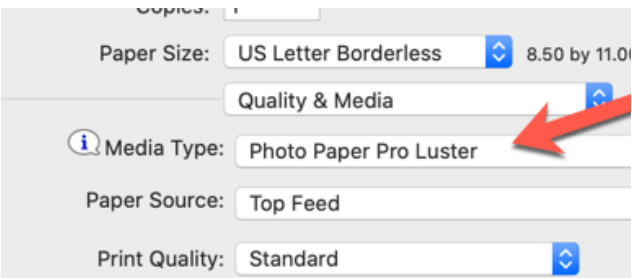 Copies:
Paper Size: US Letter Borderless 8.50 by 11.00
Quality & Media
i Media Type: Photo Paper Pro Luster
Paper Source: Top Feed
Print Quality: Standard